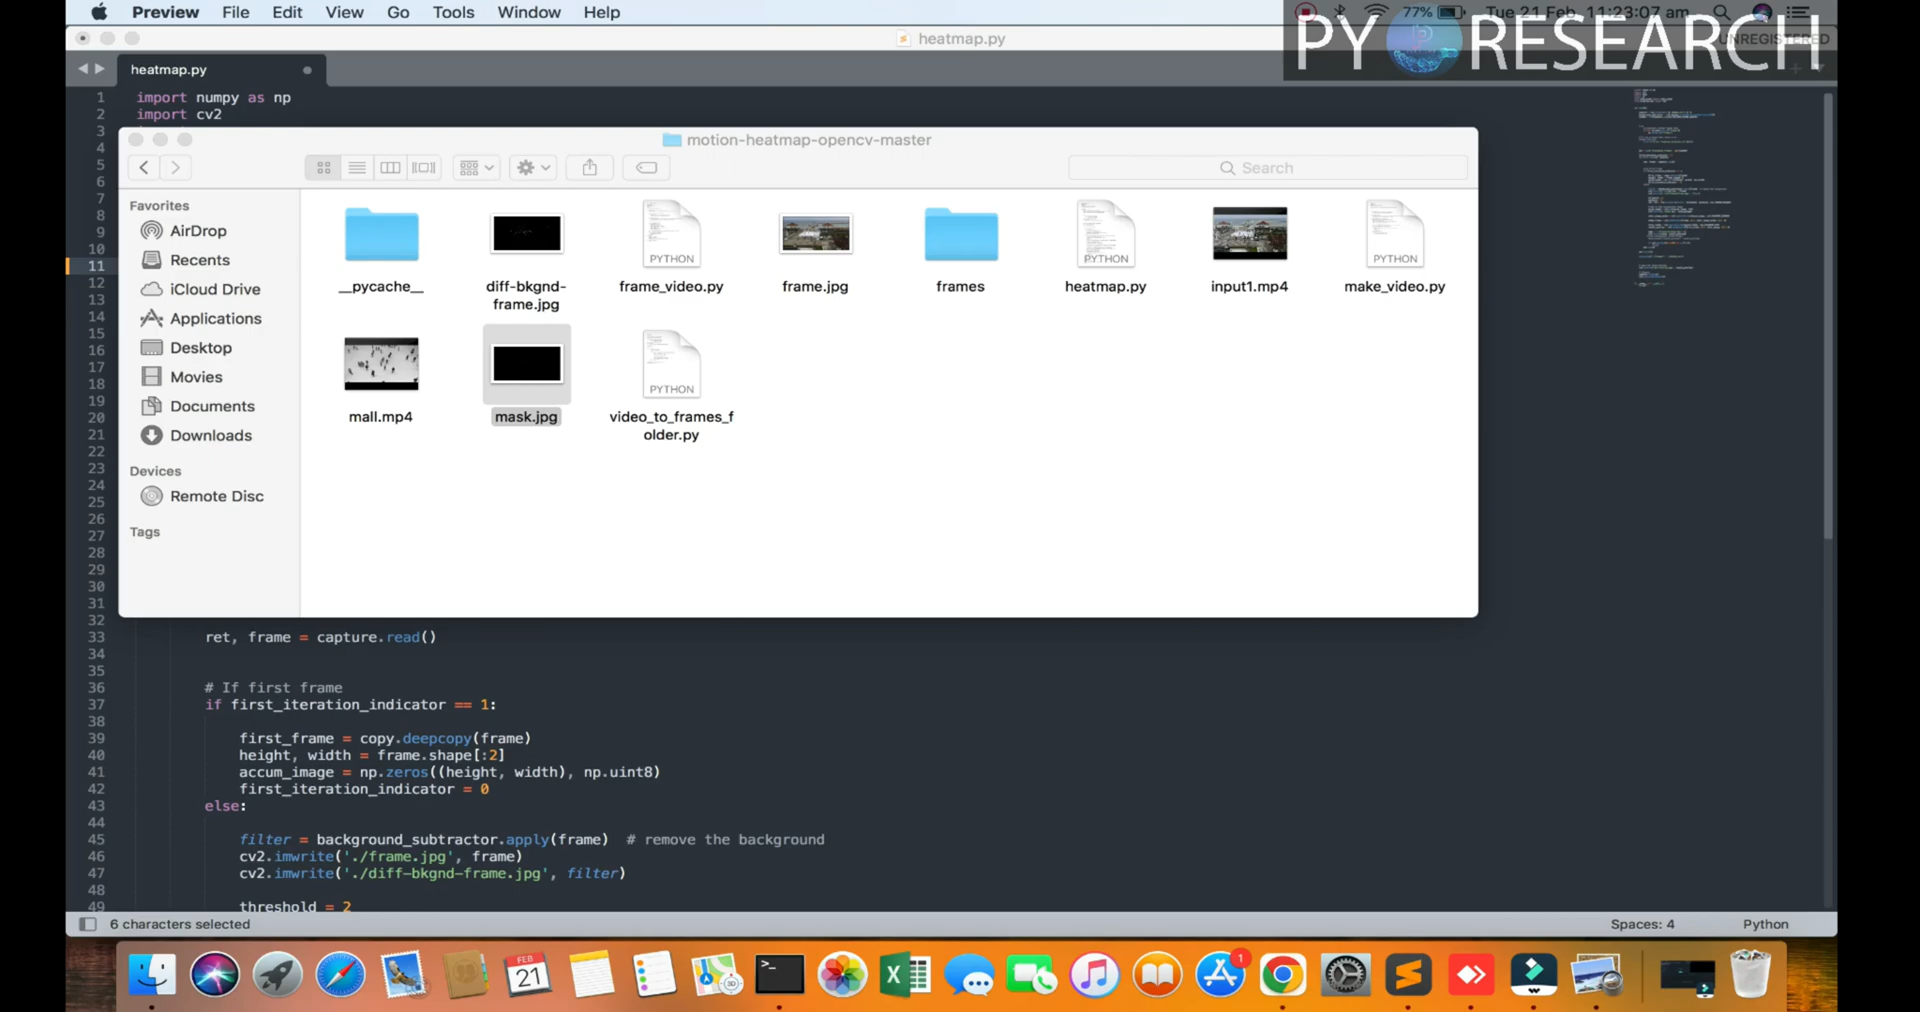 Preview File Edit View Go Tools Window Help
77% Tue 21 Feb 11:23:07 am
PY RESEARCH
heatmap.py
UNREGISTERED
heatmap.py
1 import numpy as np
2 import cv2
3
4
5
6
7
8
9
10
11
12
13
14
15
16
17
18
19
20
21
22
23
24
25
26
27
28
29
30
31
32
motion-heatmap-opencv-master
Search
Favorites
AirDrop
Recents
iCloud Drive
Applications
Desktop
Movies
Documents
Downloads
Devices
Remote Disc
Tags
PYTHON
PYTHON
PYTHON
__pycache__
diff-bkgnd-
frame.jpg
frame_video.py
frame.jpg
frames
heatmap.py
input1.mp4
make_video.py
PYTHON
mall.mp4
mask.jpg
video_to_frames_f
older.py
33 ret, frame = capture.read()
34
35
36 # If first frame
37 if first_iteration_indicator == 1:
38
39 first_frame = copy.deepcopy(frame)
40 height, width = frame.shape[:2]
41 accum_image = np.zeros((height, width), np.uint8)
42 first_iteration_indicator = 0
43 else:
44
45 filter = background_subtractor.apply(frame) # remove the background
46 cv2.imwrite('./frame.jpg', frame)
47 cv2.imwrite('./diff-bkgnd-frame.jpg', filter)
48
49 threshold = 2
6 characters selected
Spaces: 4
Python
FEB
21
3D
1